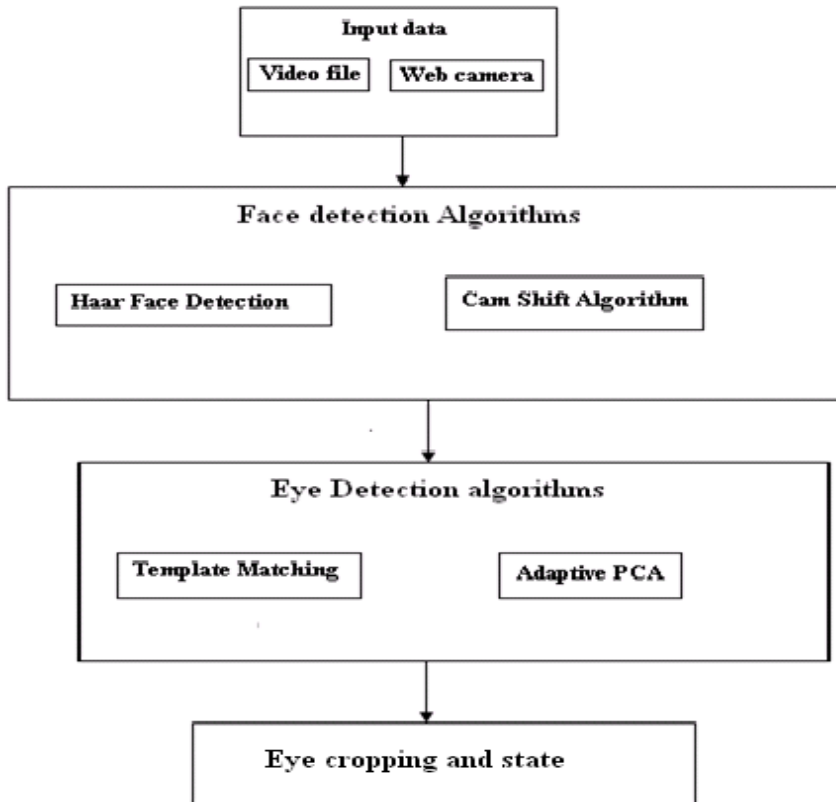 Input data
Video file
Web camera
Face detection Algorithms
Haar Face Detection
Cam Shift Algorithm
Eye Detection algorithms
Template Matching
Adaptive PCA
Eye cropping and state